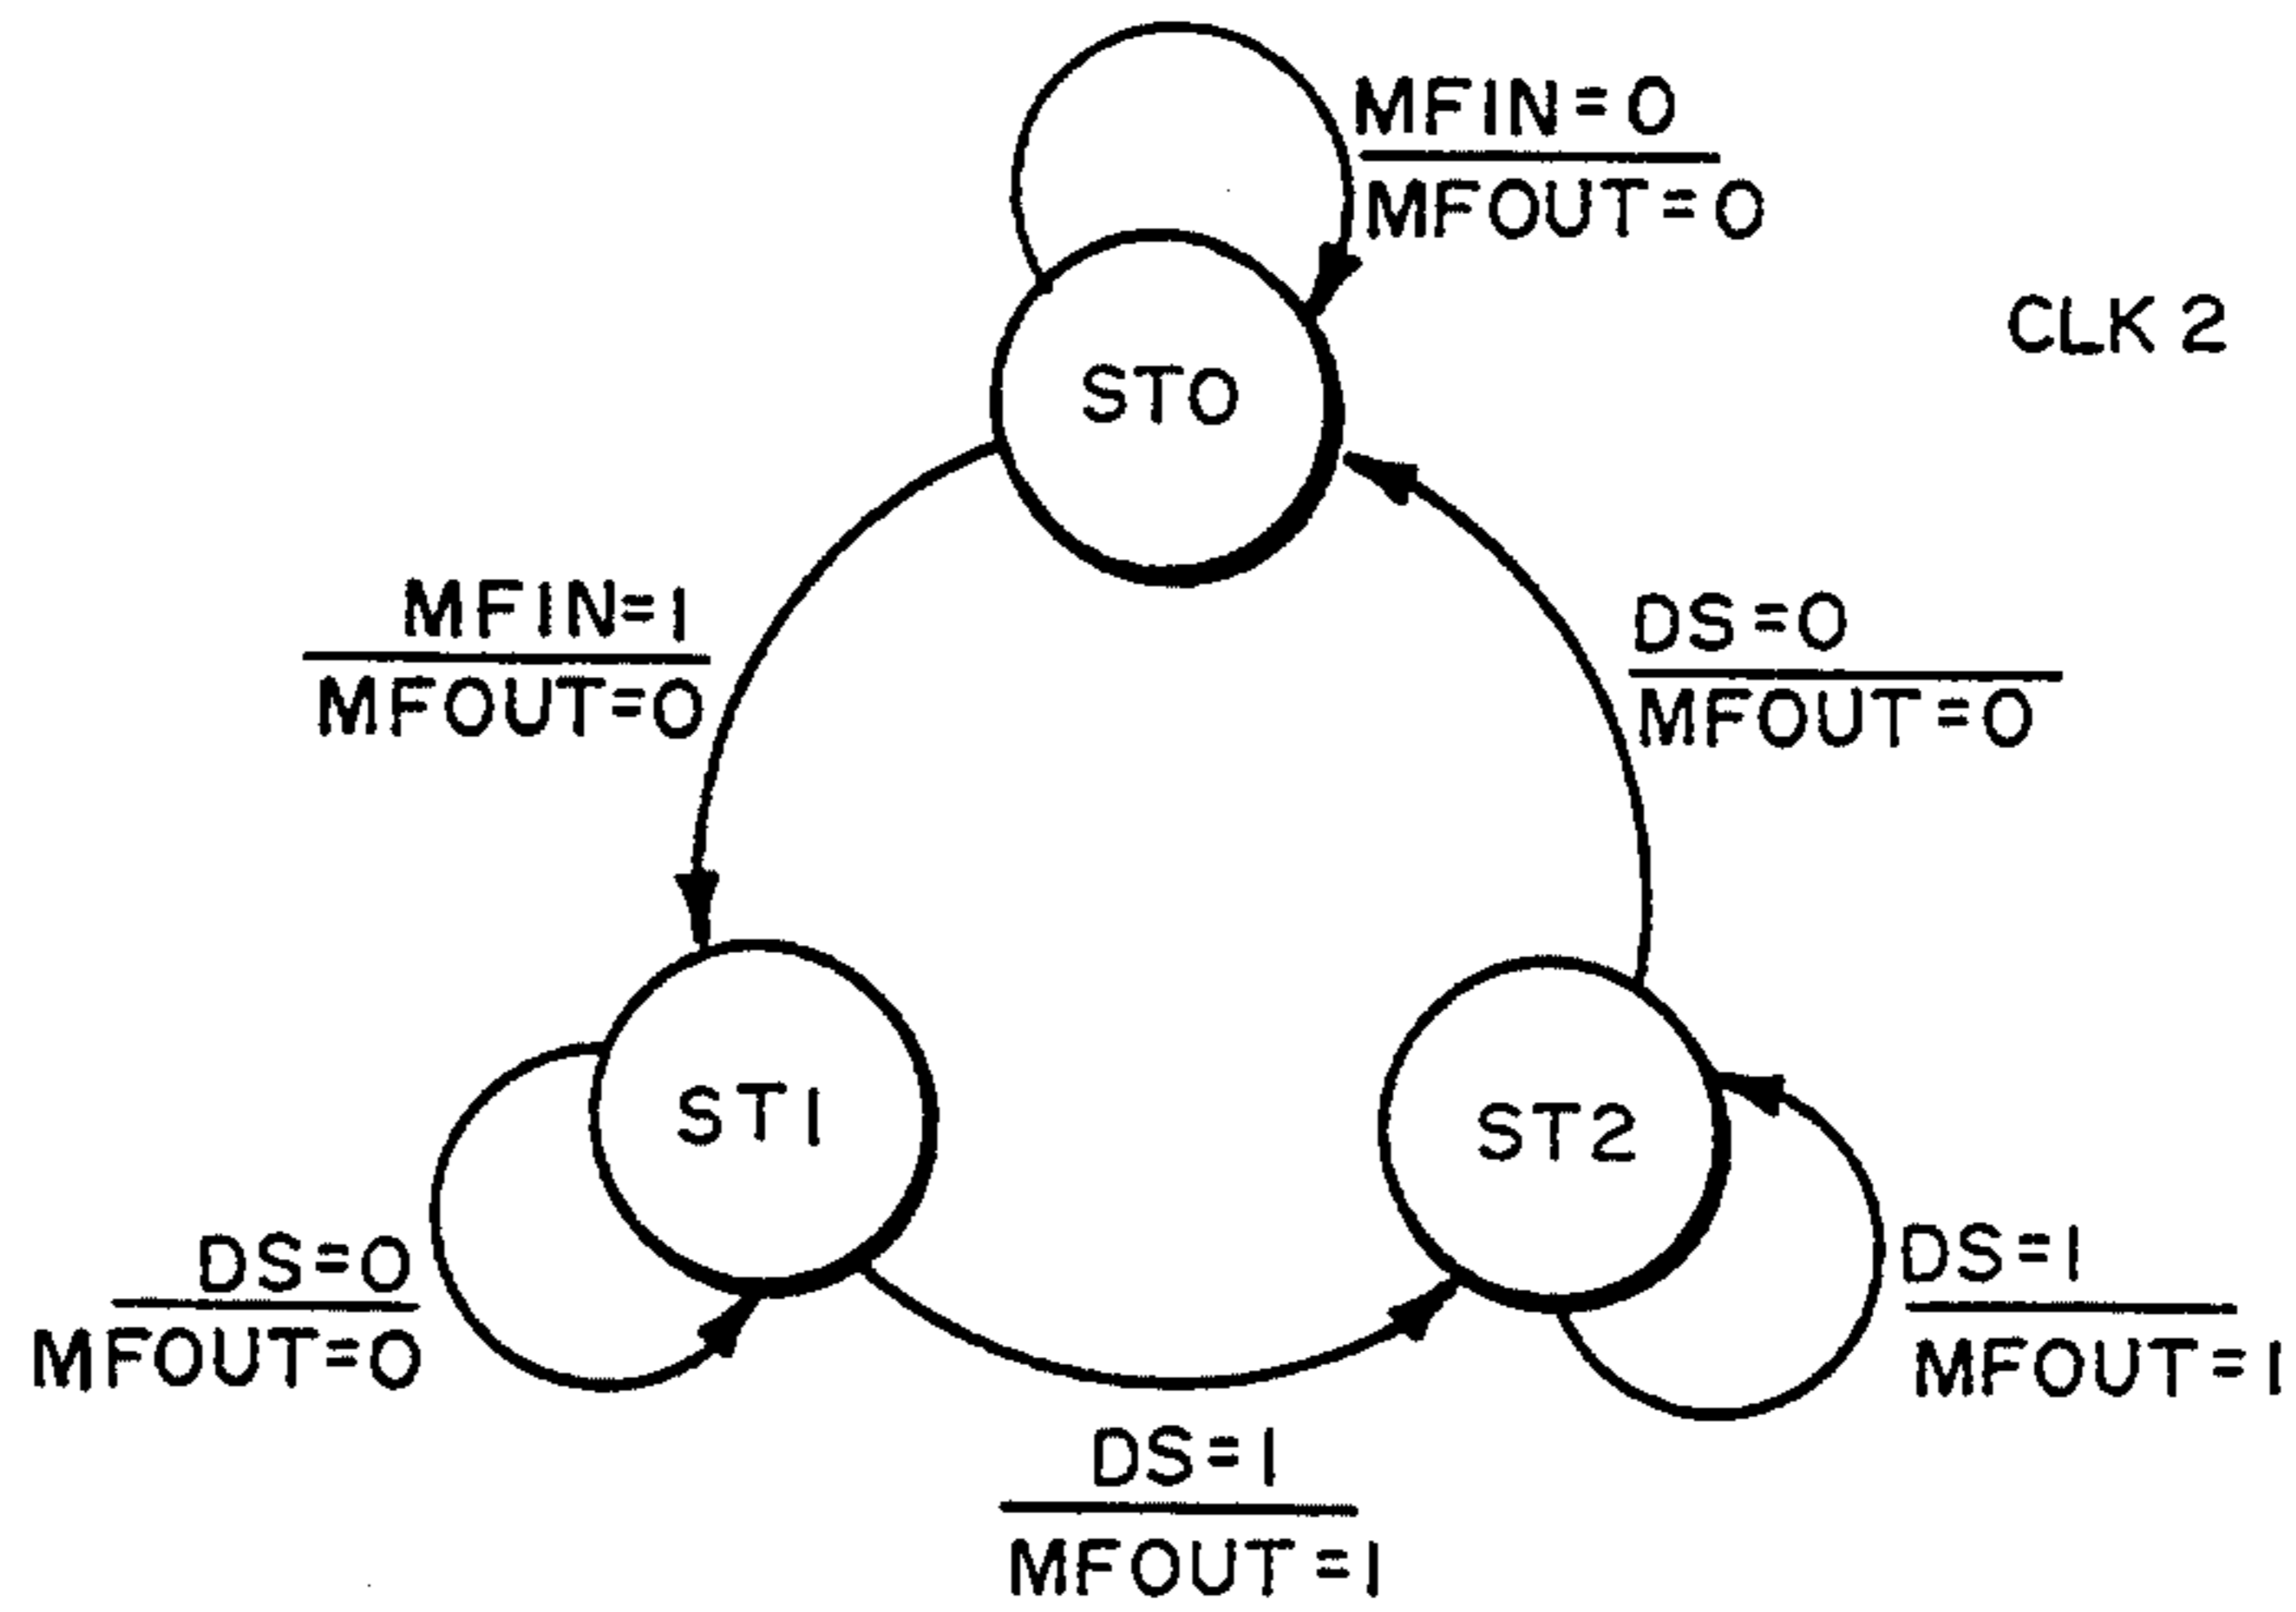 MFIN=0
MFOUT=0
CLK 2
ST0
MFIN=1
MFOUT=0
DS=0
MFOUT=0
ST1
ST2
DS=0
MFOUT=0
DS=1
MFOUT=1
DS=1
MFOUT=1